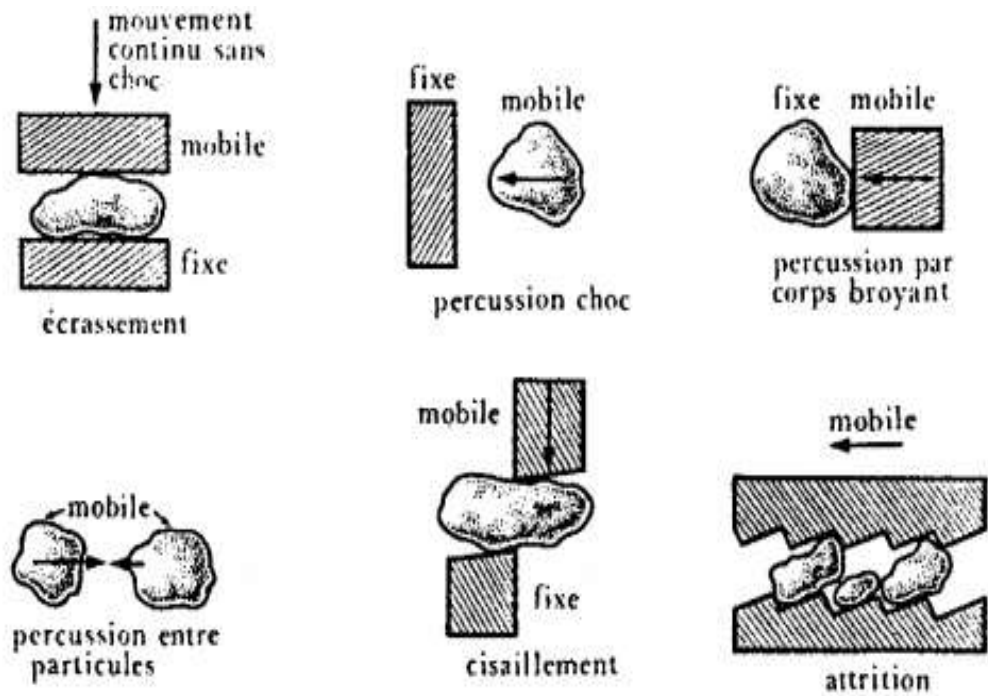 mouvement
continu sans
choc
mobile
fixe
écrassement
fixe
mobile
percussion choc
fixe mobile
percussion par
corps broyant
mobile
percussion entre
particules
mobile
fixe
cisaillement
mobile
attrition